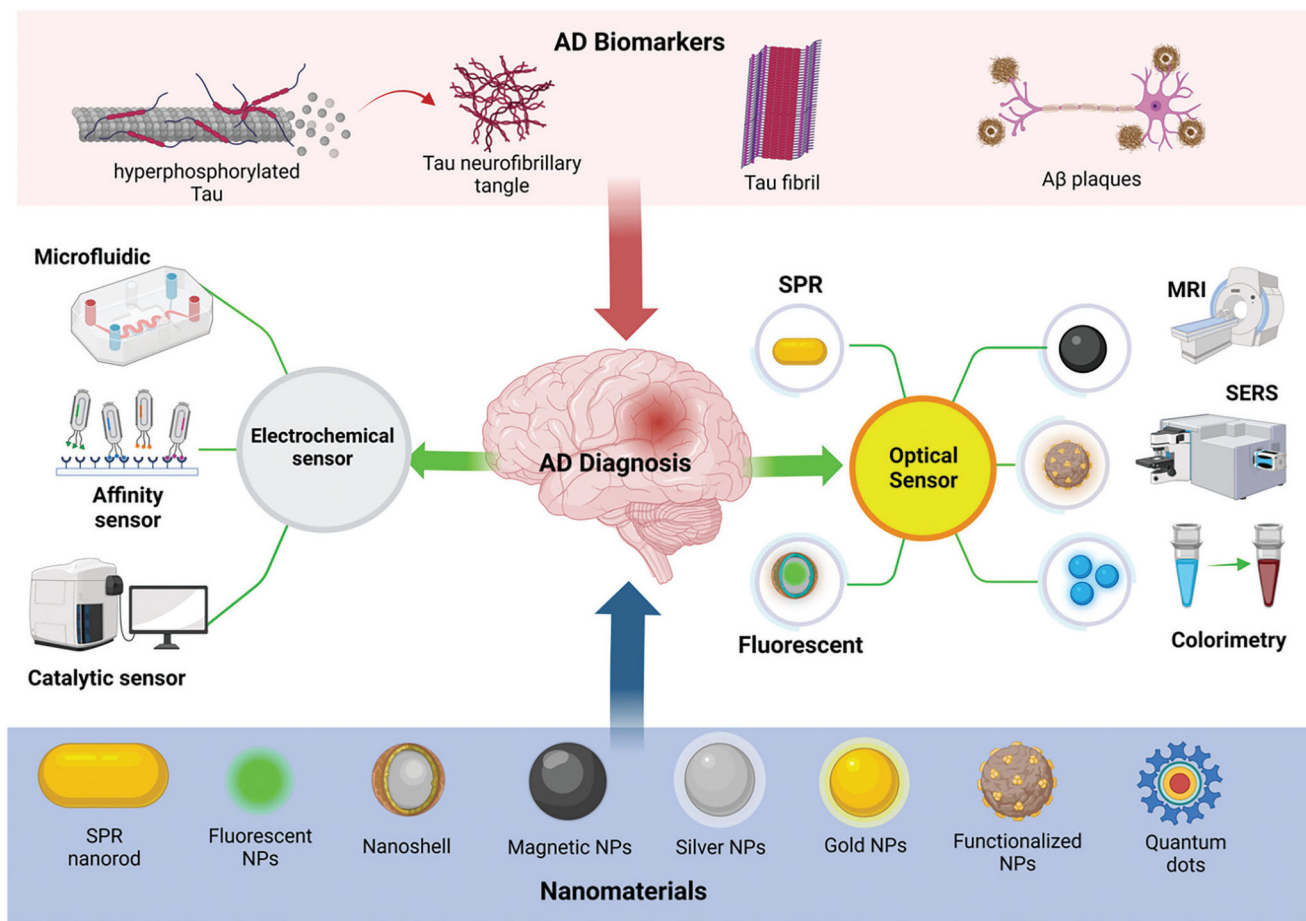 AD Biomarkers
hyperphosphorylated
Tau
Tau neurofibrillary
tangle
Tau fibril
Aβ plaques
Microfluidic
Affinity
sensor
Catalytic sensor
Electrochemical
sensor
AD Diagnosis
SPR
Fluorescent
Optical
Sensor
MRI
SERS
Colorimetry
SPR
nanorod
Fluorescent
NPs
Nanoshell
Magnetic NPs
Silver NPs
Gold NPs
Functionalized
NPs
Quantum
dots
Nanomaterials